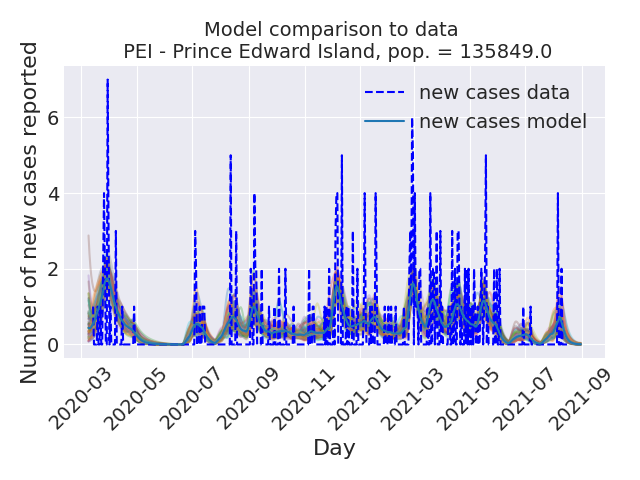 Model comparison to data
PEI - Prince Edward Island, pop. = 135849.0
Number of new cases reported
6
4
2
0
new cases data
new cases model
2020-03
2020-05
2020-07
2020-09
2020-11
2021-01
2021-03
2021-05
2021-07
2021-09
Day